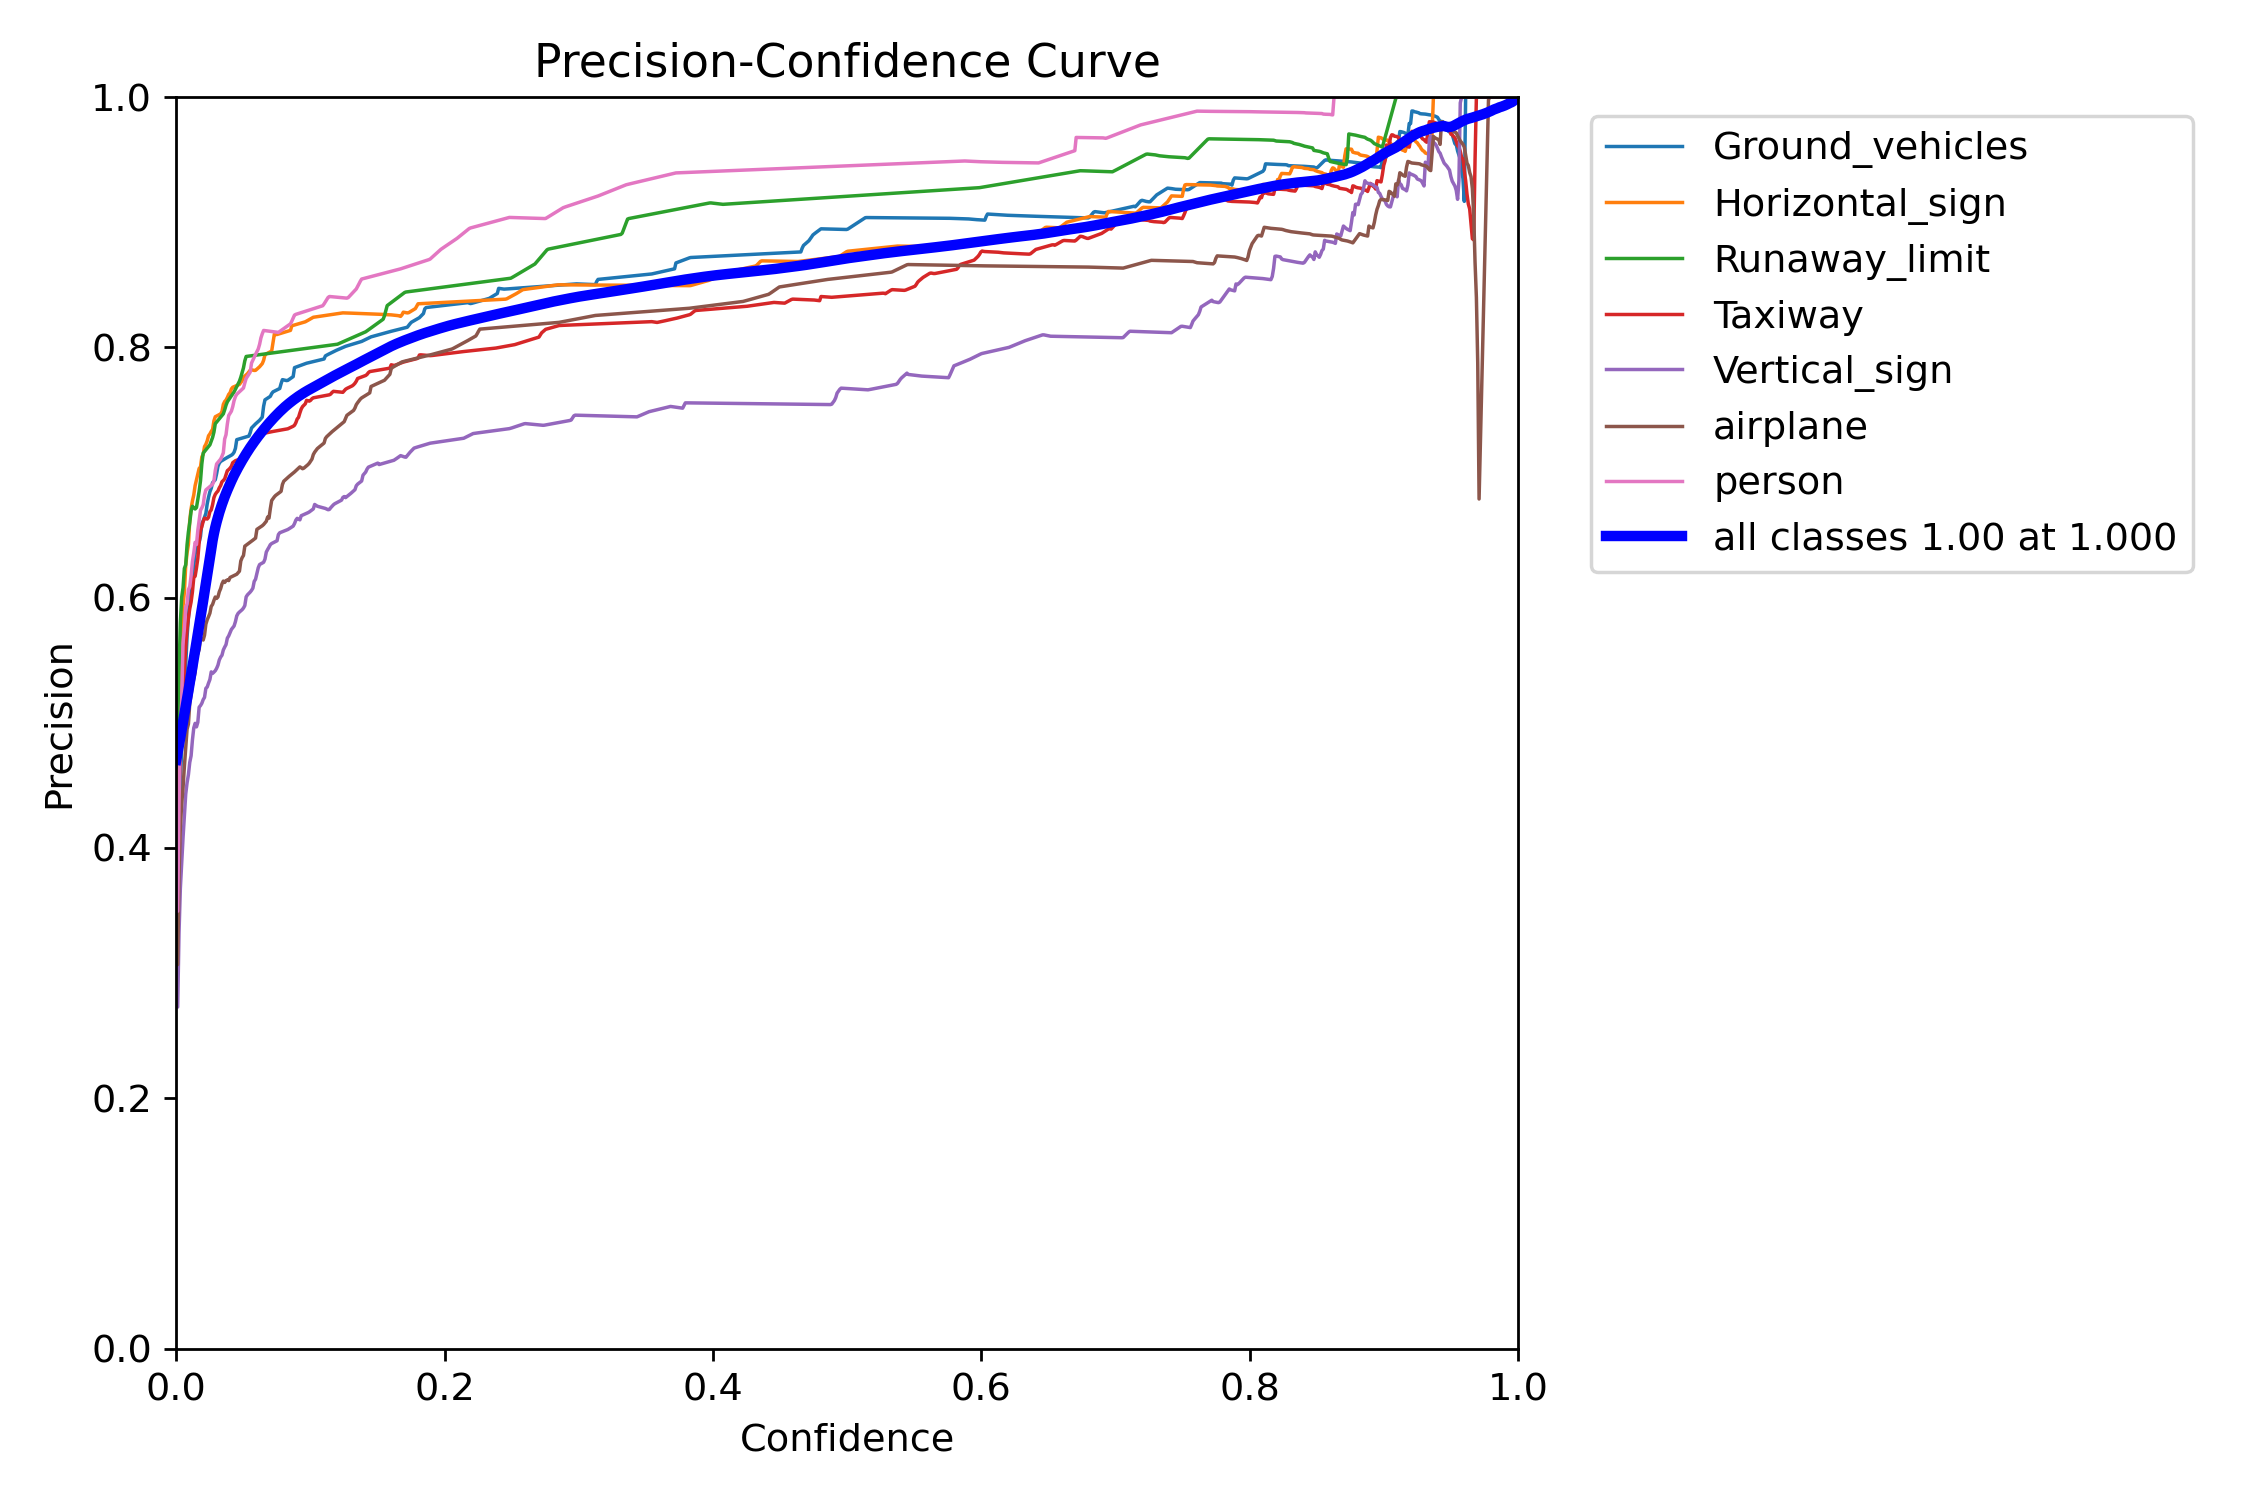 Precision-Confidence Curve
1.0
0.8
0.6
0.4
0.2
0.0
Precision
0.0 0.2 0.4 0.6 0.8 1.0
Confidence
Ground_vehicles
Horizontal_sign
Runaway_limit
Taxiway
Vertical_sign
airplane
person
all classes 1.00 at 1.000